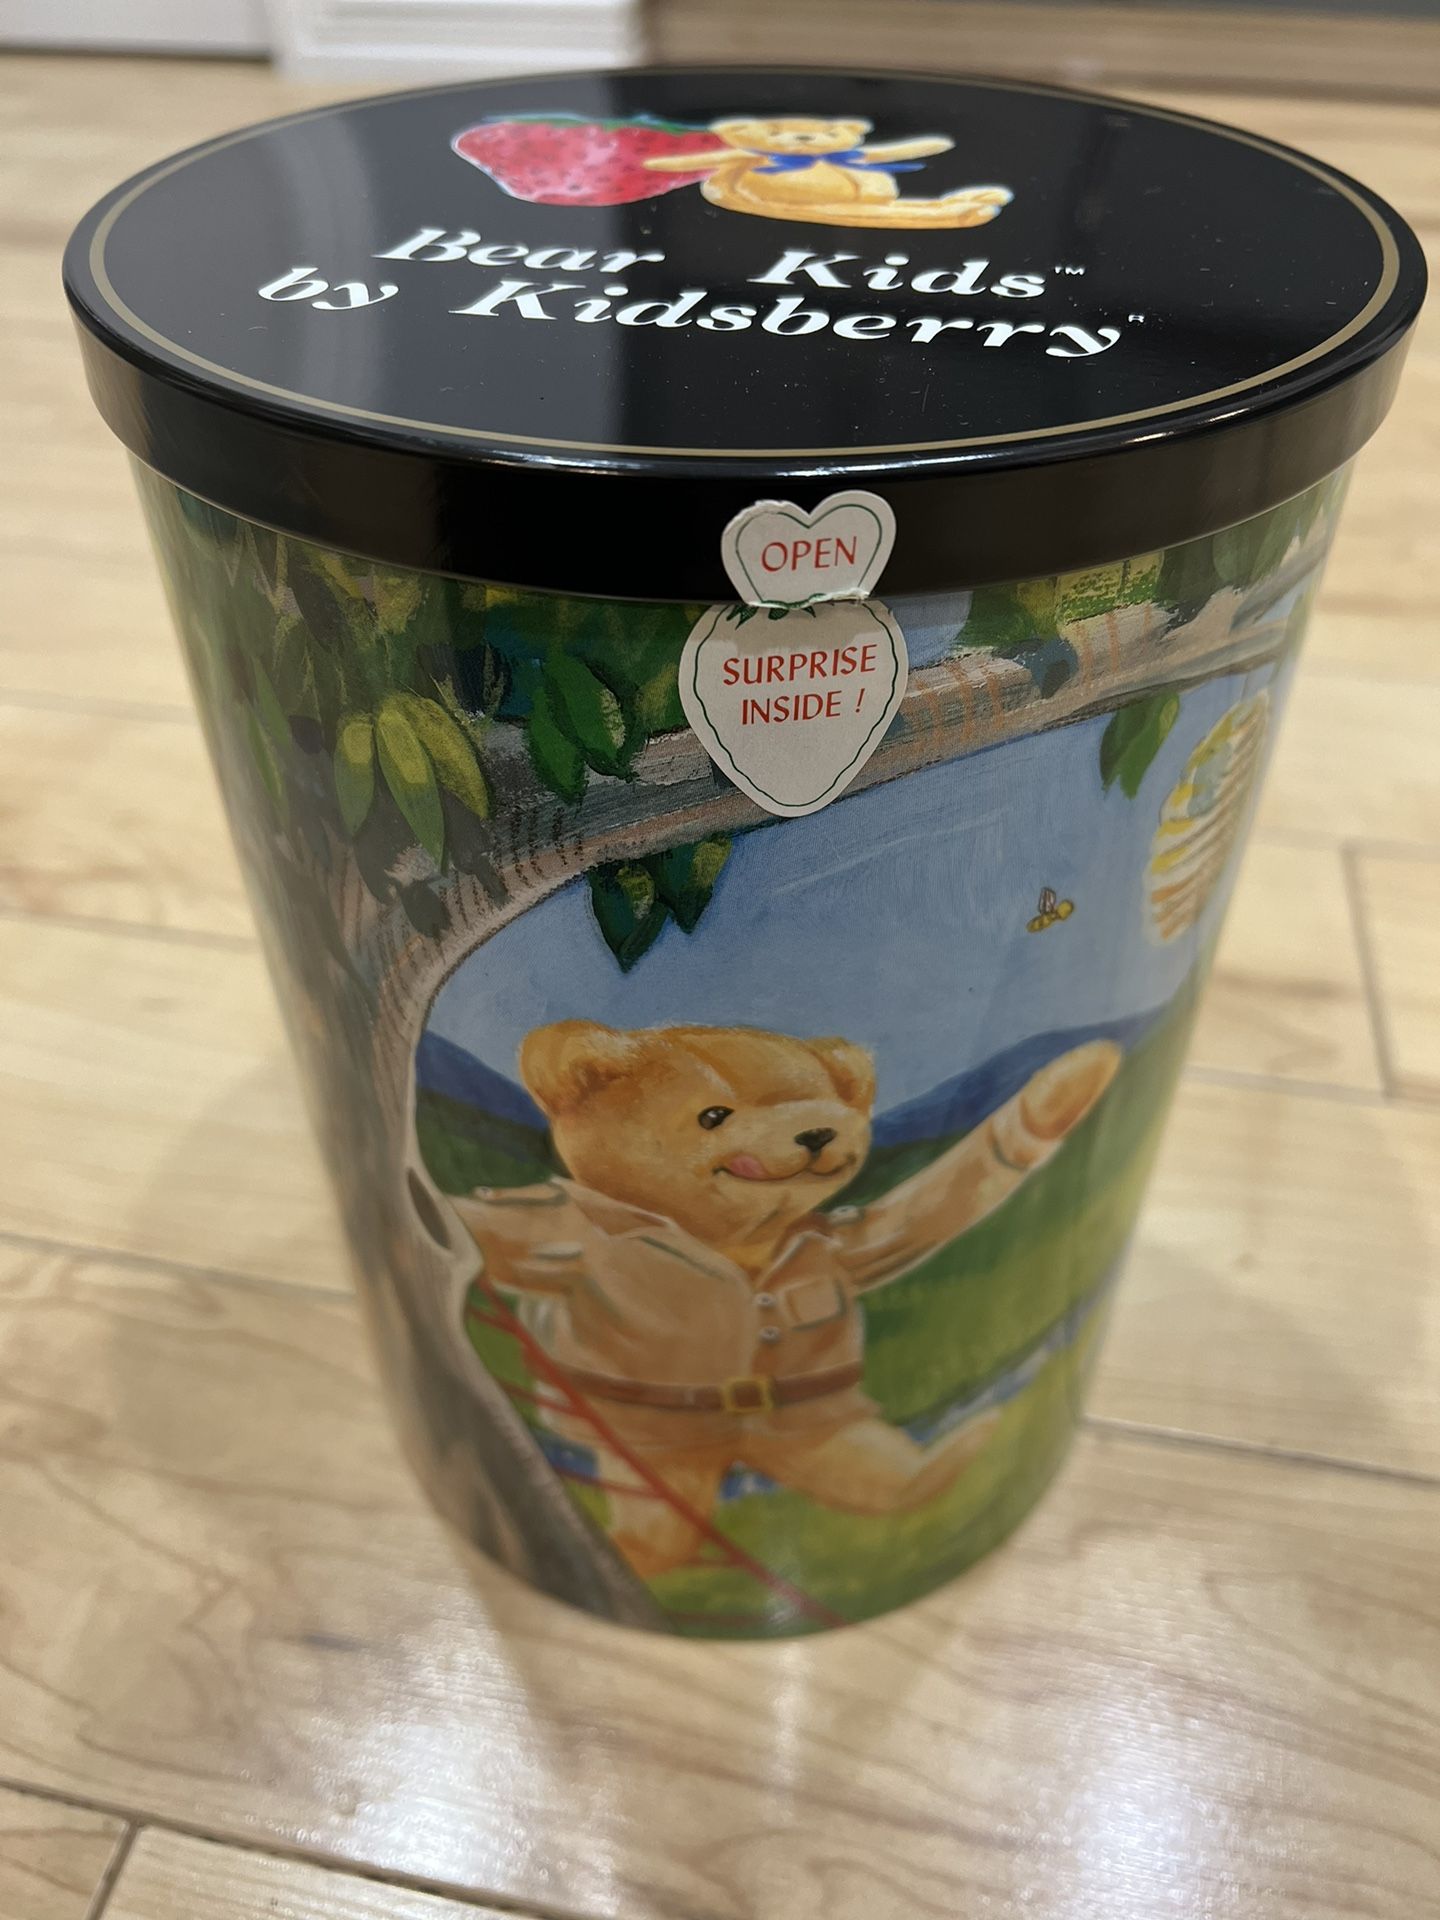 Bear Kids™
by Kidsberry®
OPEN
SURPRISE
INSIDE !